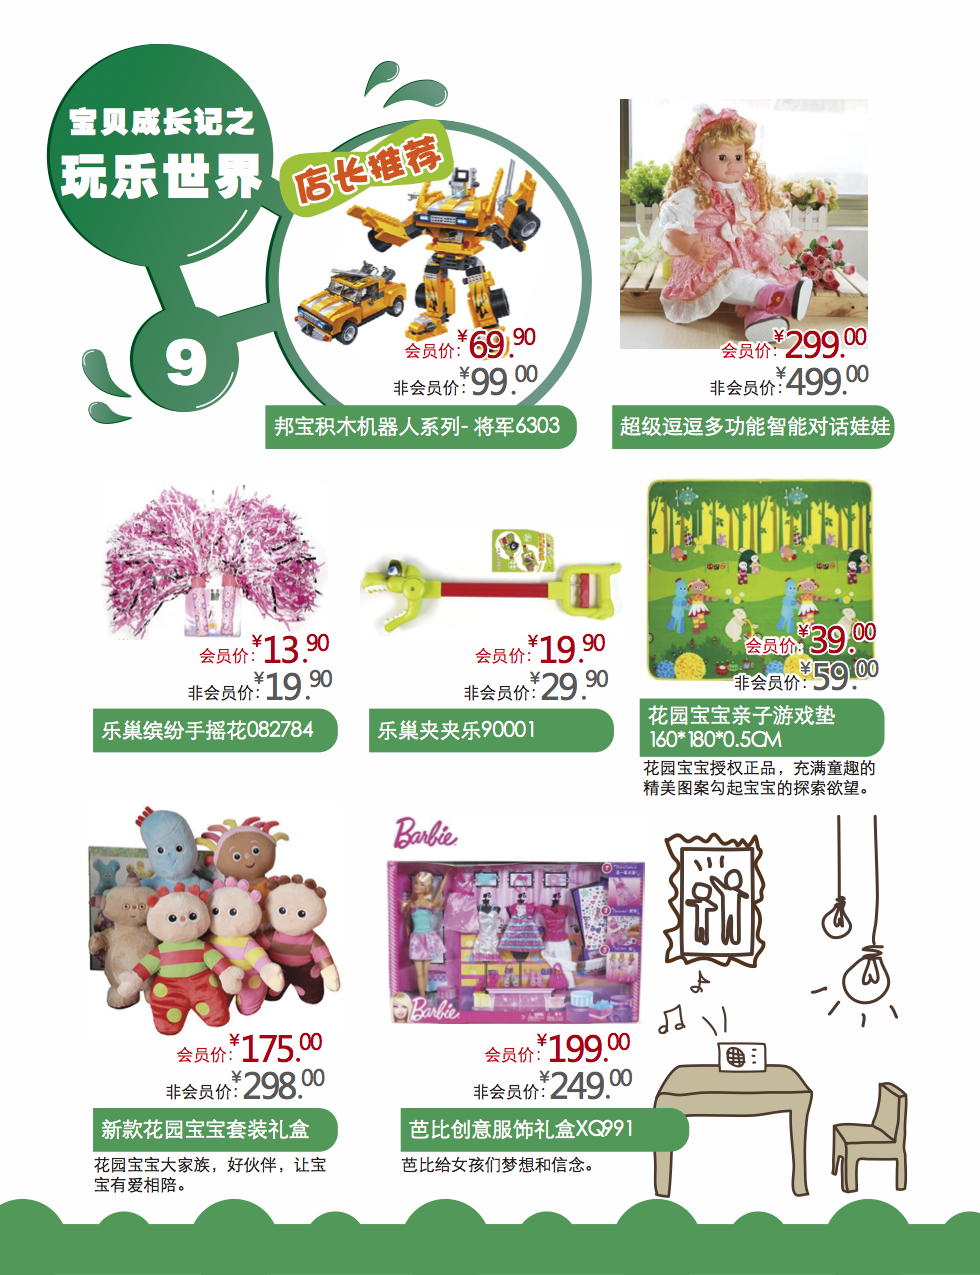 宝贝成长记之
玩乐世界
9
店长推荐
会员价:¥69.90
非会员价:¥99.00
邦宝积木机器人系列- 将军6303
会员价:¥299.00
非会员价:¥499.00
超级逗逗多功能智能对话娃娃
会员价:¥13.90
非会员价:¥19.90
乐巢缤纷手摇花082784
会员价:¥19.90
非会员价:¥29.90
乐巢夹夹乐90001
会员价:¥39.00
非会员价:¥59.00
花园宝宝亲子游戏垫
160*180*0.5CM
花园宝宝授权正品，充满童趣的
精美图案勾起宝宝的探索欲望。
会员价:¥175.00
非会员价:¥298.00
新款花园宝宝套装礼盒
花园宝宝大家族，好伙伴，让宝
宝有爱相陪。
Barbie
Barbie
会员价:¥199.00
非会员价:¥249.00
芭比创意服饰礼盒XQ991
芭比给女孩们梦想和信念。